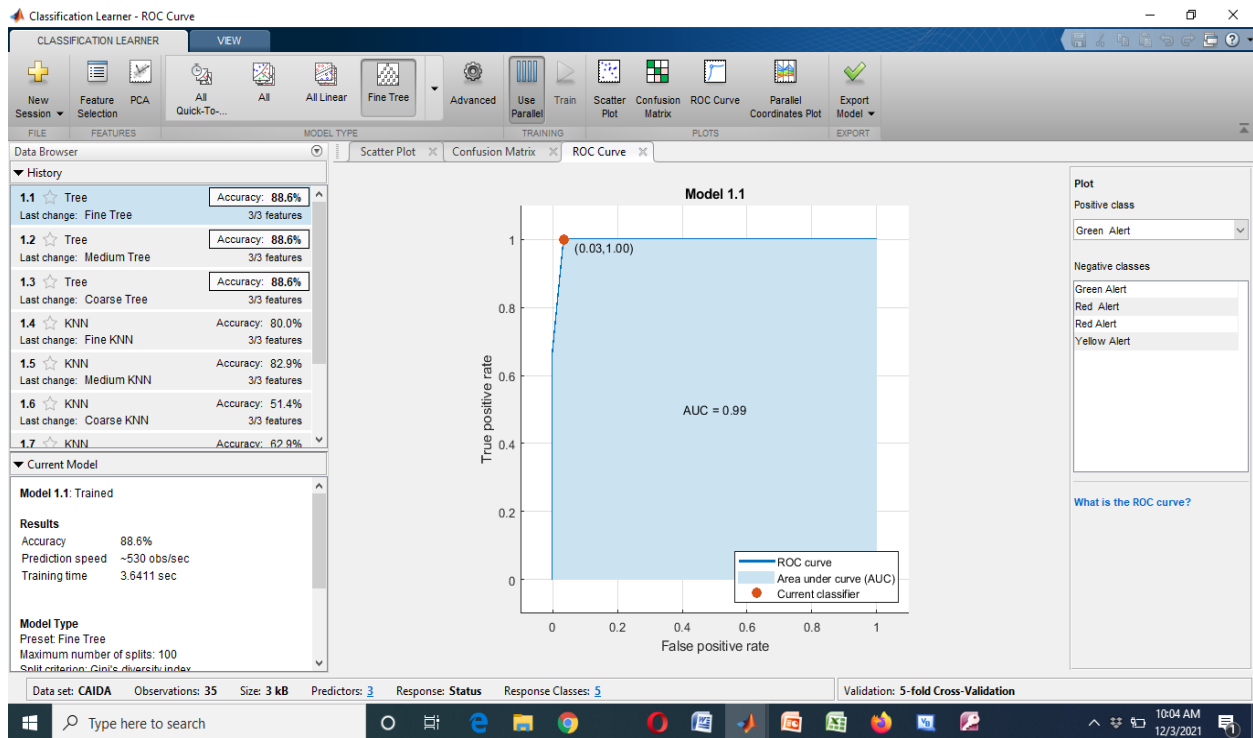 Classification Learner - ROC Curve
CLASSIFICATION LEARNER
VIEW
New Session
Feature Selection
PCA
All Quick-To-...
All
All Linear
Fine Tree
Advanced
Use Parallel
Train
Scatter Plot
Confusion Matrix
ROC Curve
Parallel Coordinates Plot
Export Model
FILE
FEATURES
MODEL TYPE
TRAINING
PLOTS
EXPORT
Data Browser
Scatter Plot
Confusion Matrix
ROC Curve
History
1.1 Tree Accuracy: 88.6%
Last change: Fine Tree 3/3 features
1.2 Tree Accuracy: 88.6%
Last change: Medium Tree 3/3 features
1.3 Tree Accuracy: 88.6%
Last change: Coarse Tree 3/3 features
1.4 KNN Accuracy: 80.0%
Last change: Fine KNN 3/3 features
1.5 KNN Accuracy: 82.9%
Last change: Medium KNN 3/3 features
1.6 KNN Accuracy: 51.4%
Last change: Coarse KNN 3/3 features
1.7 KNN Accuracy: 62.9%
Current Model
Model 1.1: Trained
Results
Accuracy 88.6%
Prediction speed ~530 obs/sec
Training time 3.6411 sec
Model Type
Preset: Fine Tree
Maximum number of splits: 100
Split criterion: Gini's diversity index
Model 1.1
1
0.8
0.6
0.4
0.2
0
True positive rate
(0.03,1.00)
AUC = 0.99
ROC curve
Area under curve (AUC)
Current classifier
0 0.2 0.4 0.6 0.8 1
False positive rate
Plot
Positive class
Green Alert
Negative classes
Green Alert
Red Alert
Red Alert
Yellow Alert
What is the ROC curve?
Data set: CAIDA Observations: 35 Size: 3 kB Predictors: 3 Response: Status Response Classes: 5
Validation: 5-fold Cross-Validation
Type here to search
10:04 AM
12/3/2021
1